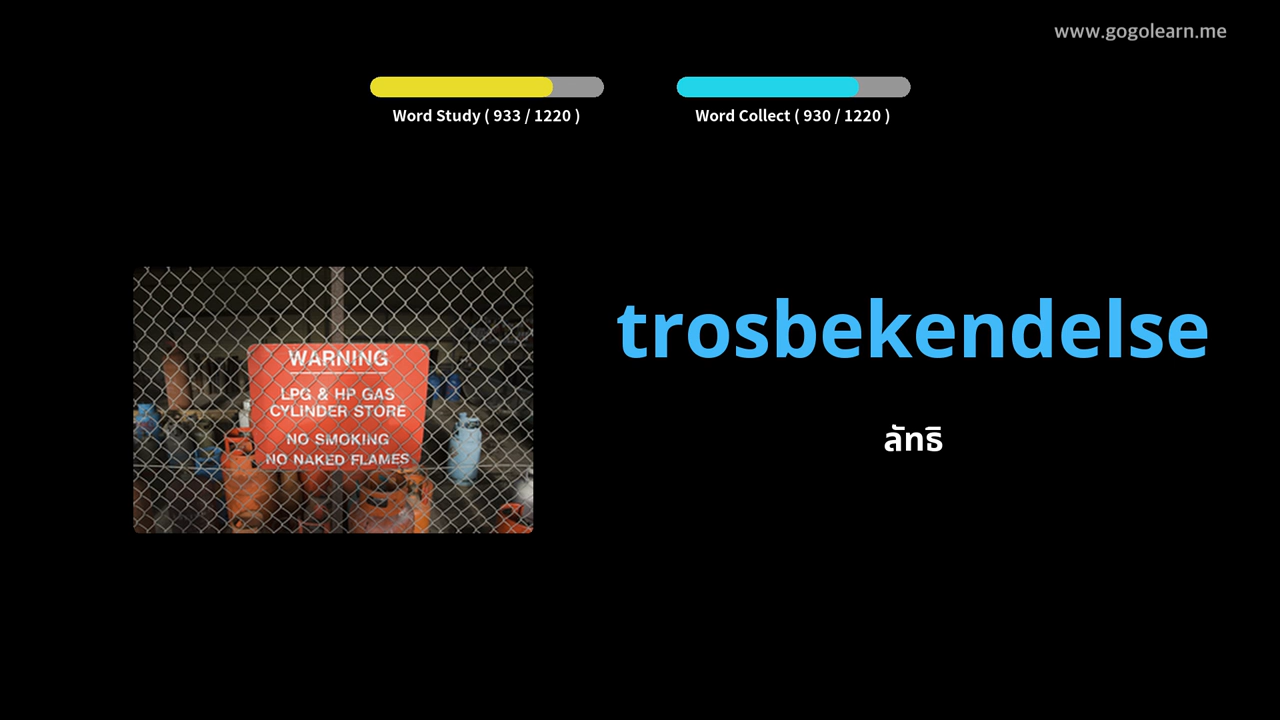 www.gogolearn.me
Word Study ( 933 / 1220 )
Word Collect ( 930 / 1220 )
WARNING
LPG & HP GAS
CYLINDER STORE
NO SMOKING
NO NAKED FLAMES
trosbekendelse
ลัทธิ